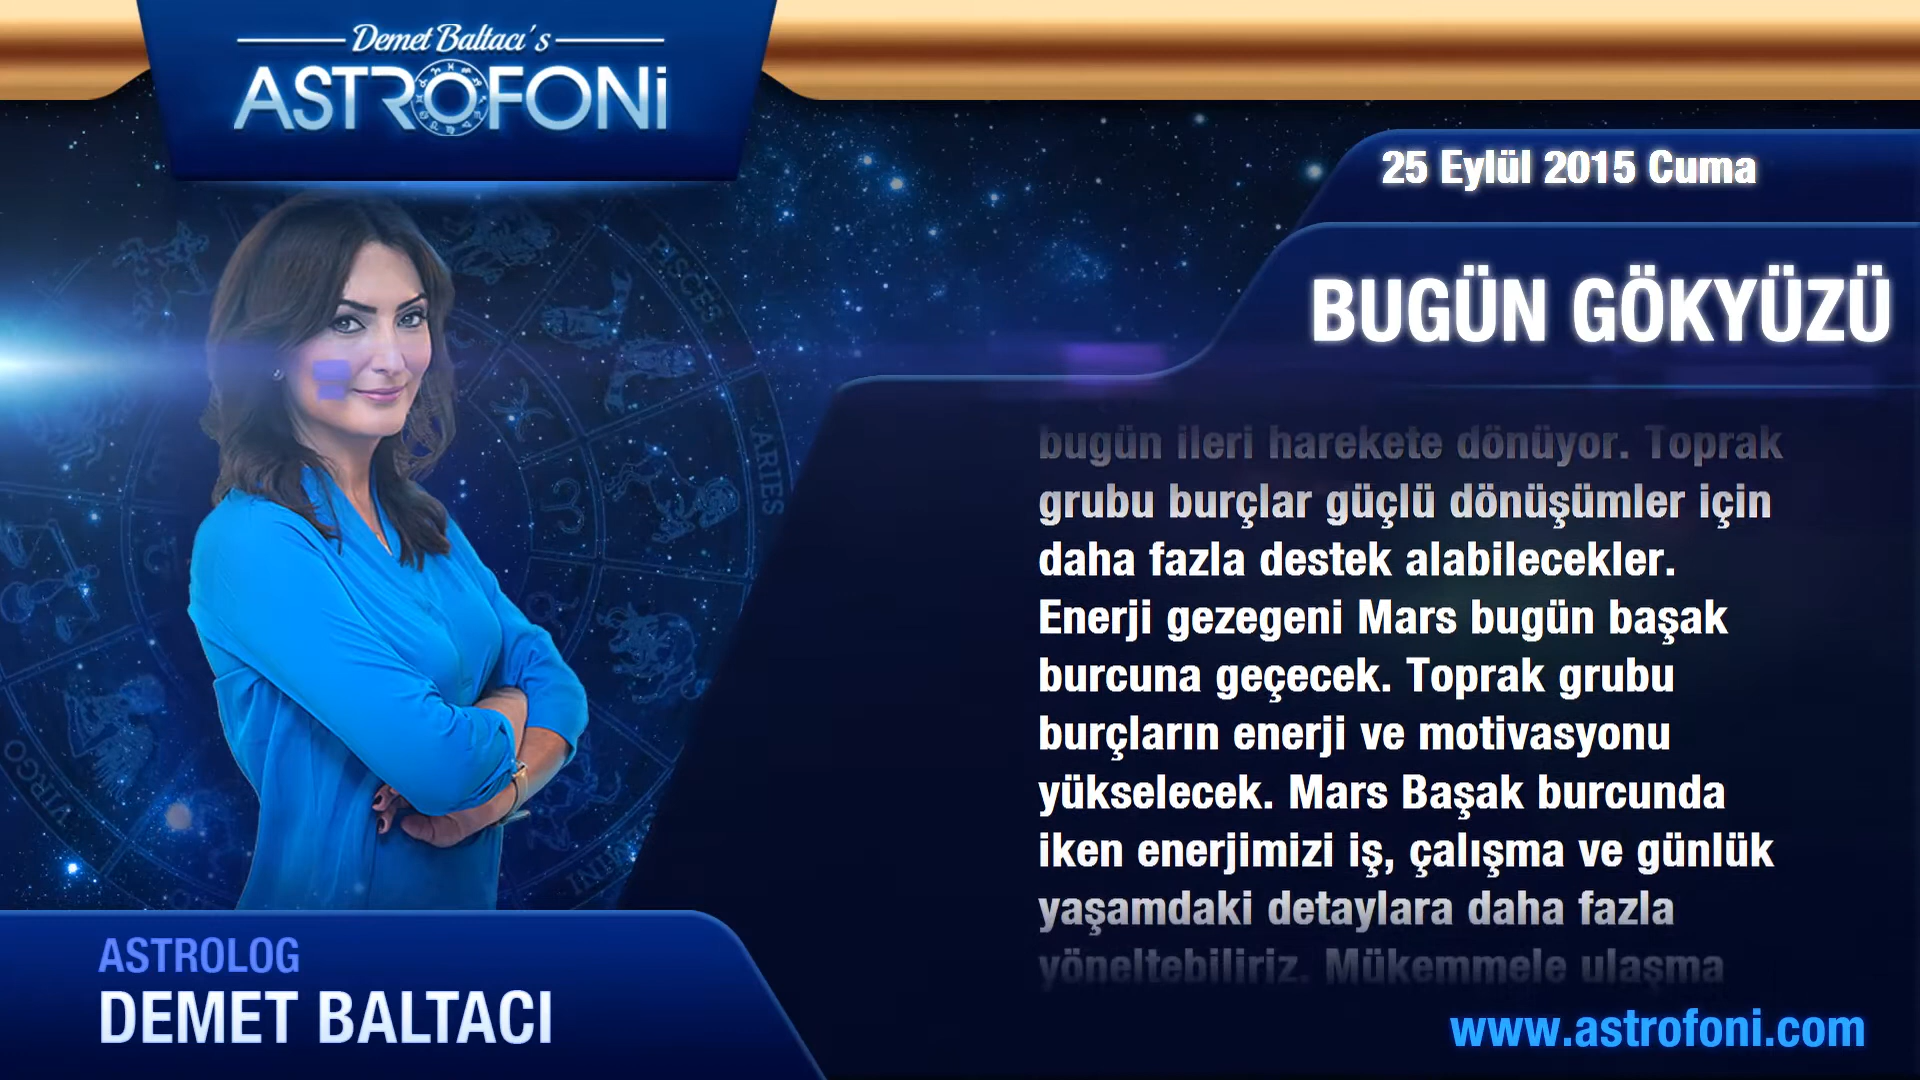 Demet Baltacı's
ASTROFONi
25 Eylül 2015 Cuma
BUGÜN GÖKYÜZÜ
PISCES
ARIES
VIRGO
bugün ileri harekete dönüyor. Toprak
grubu burçlar güçlü dönüşümler için
daha fazla destek alabilecekler.
Enerji gezegeni Mars bugün başak
burcuna geçecek. Toprak grubu
burçların enerji ve motivasyonu
yükselecek. Mars Başak burcunda
iken enerjimizi iş, çalışma ve günlük
yaşamdaki detaylara daha fazla
yöneltebiliriz. Mükemmele ulaşma
ASTROLOG
DEMET BALTACI
www.astrofoni.com